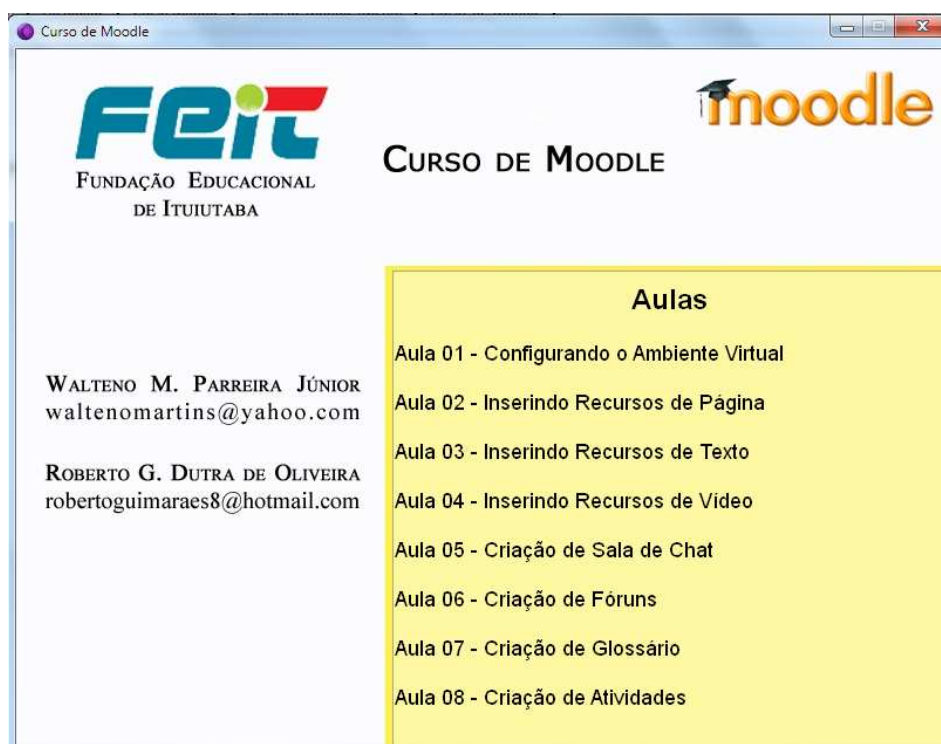 Curso de Moodle
FEIT
FUNDAÇÃO EDUCACIONAL
DE ITUIUTABA
moodle
CURSO DE MOODLE
WALTENO M. PARREIRA JÚNIOR
waltenomartins@yahoo.com
ROBERTO G. DUTRA DE OLIVEIRA
robertoguimaraes8@hotmail.com
Aulas
Aula 01 - Configurando o Ambiente Virtual
Aula 02 - Inserindo Recursos de Página
Aula 03 - Inserindo Recursos de Texto
Aula 04 - Inserindo Recursos de Vídeo
Aula 05 - Criação de Sala de Chat
Aula 06 - Criação de Fóruns
Aula 07 - Criação de Glossário
Aula 08 - Criação de Atividades